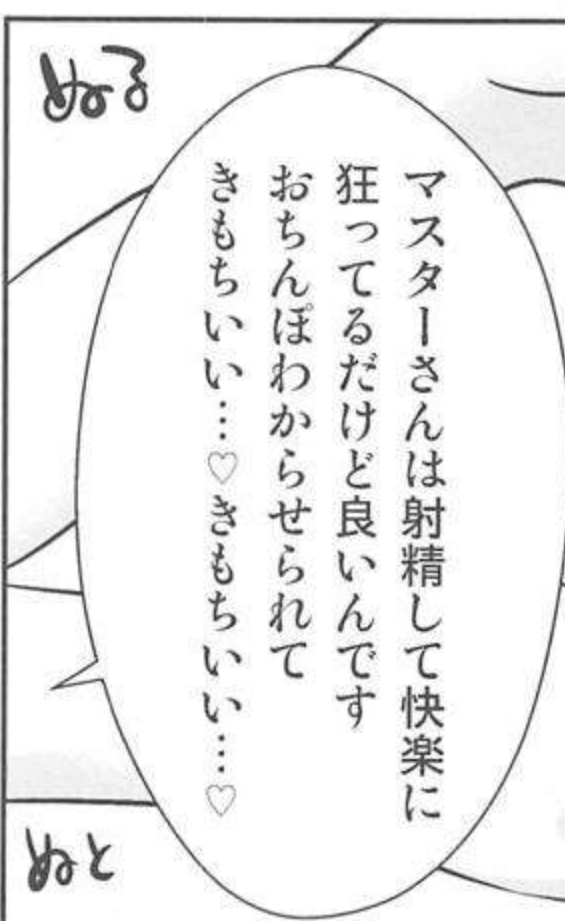 ぬる
マスターさんは射精して快楽に
狂ってるだけど良いんです
おちんぽわからせられて
きもちいい…♡きもちいい…♡
ぬと